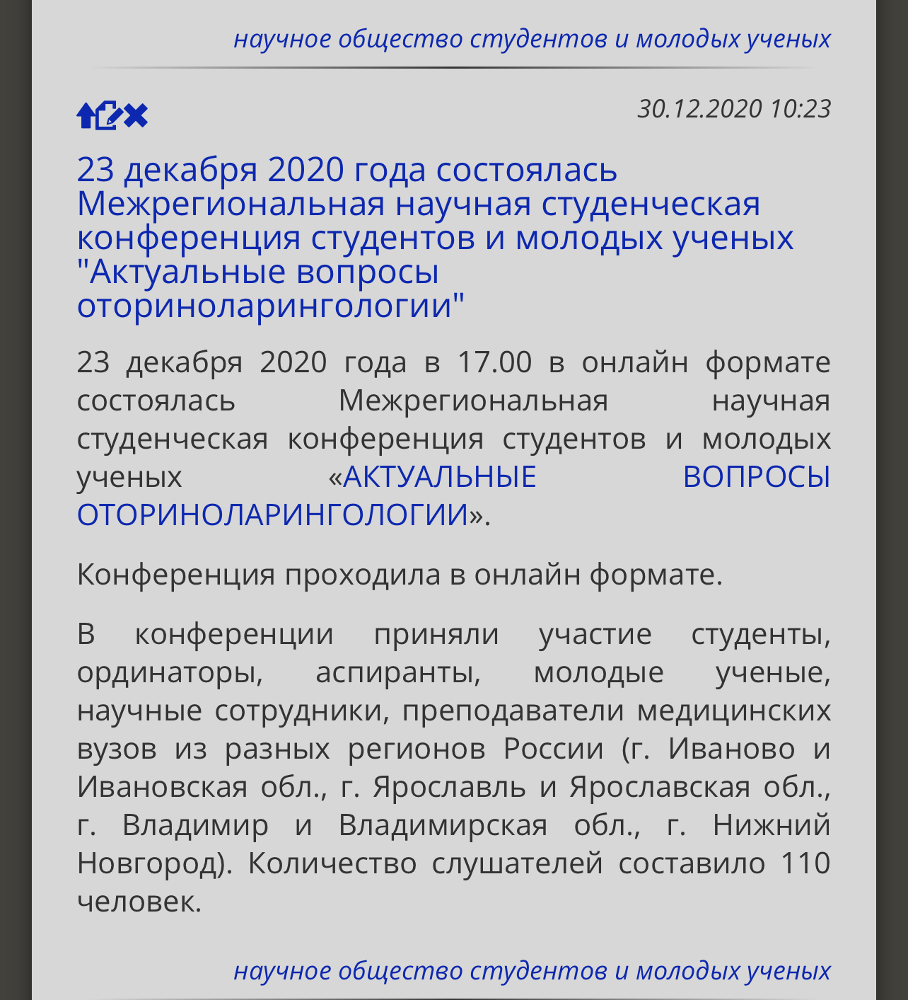 научное общество студентов и молодых ученых
30.12.2020 10:23
23 декабря 2020 года состоялась
Межрегиональная научная студенческая
конференция студентов и молодых ученых
"Актуальные вопросы
оториноларингологии"
23 декабря 2020 года в 17.00 в онлайн формате
состоялась Межрегиональная научная
студенческая конференция студентов и молодых
ученых «АКТУАЛЬНЫЕ ВОПРОСЫ
ОТОРИНОЛАРИНГОЛОГИИ».
Конференция проходила в онлайн формате.
В конференции приняли участие студенты,
ординаторы, аспиранты, молодые ученые,
научные сотрудники, преподаватели медицинских
вузов из разных регионов России (г. Иваново и
Ивановская обл., г. Ярославль и Ярославская обл.,
г. Владимир и Владимирская обл., г. Нижний
Новгород). Количество слушателей составило 110
человек.
научное общество студентов и молодых ученых